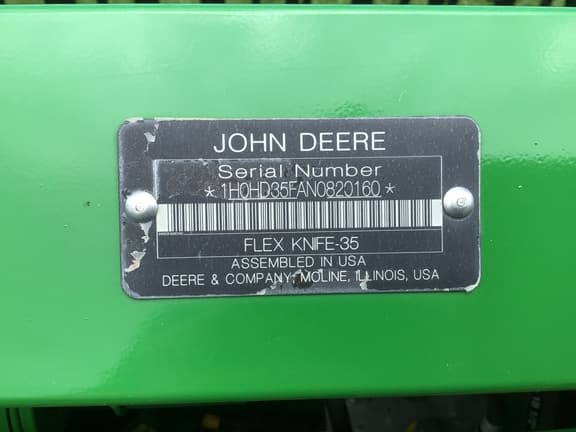 JOHN DEERE
Serial Number
*1H0HD35FAN0820160*
FLEX KNIFE-35
ASSEMBLED IN USA
DEERE & COMPANY, MOLINE, ILLINOIS, USA